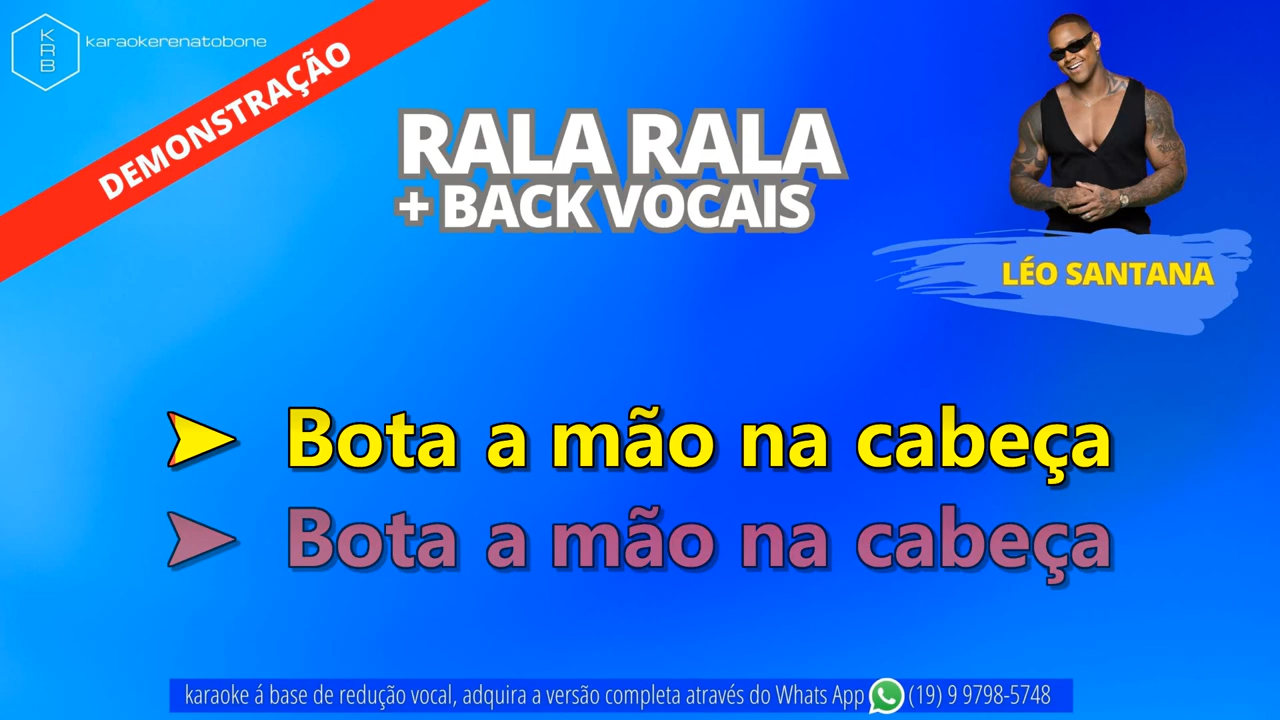 KRB
karaokerenatobone
DEMONSTRAÇÃO
RALA RALA
+ BACK VOCAIS
LÉO SANTANA
➤ Bota a mão na cabeça
➤ Bota a mão na cabeça
karaoke á base de redução vocal, adquira a versão completa através do Whats App (19) 9 9798-5748